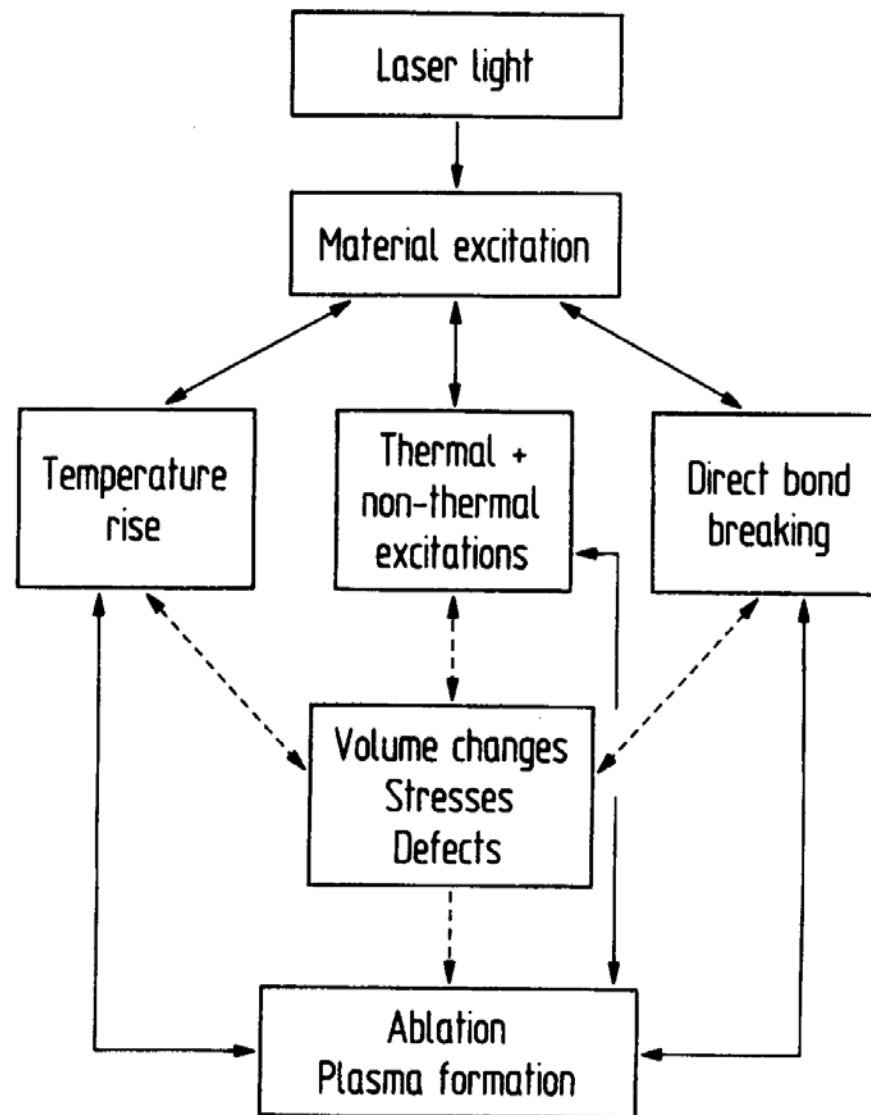 Laser light
Material excitation
Temperature
rise
Thermal +
non-thermal
excitations
Direct bond
breaking
Volume changes
Stresses
Defects
Ablation
Plasma formation